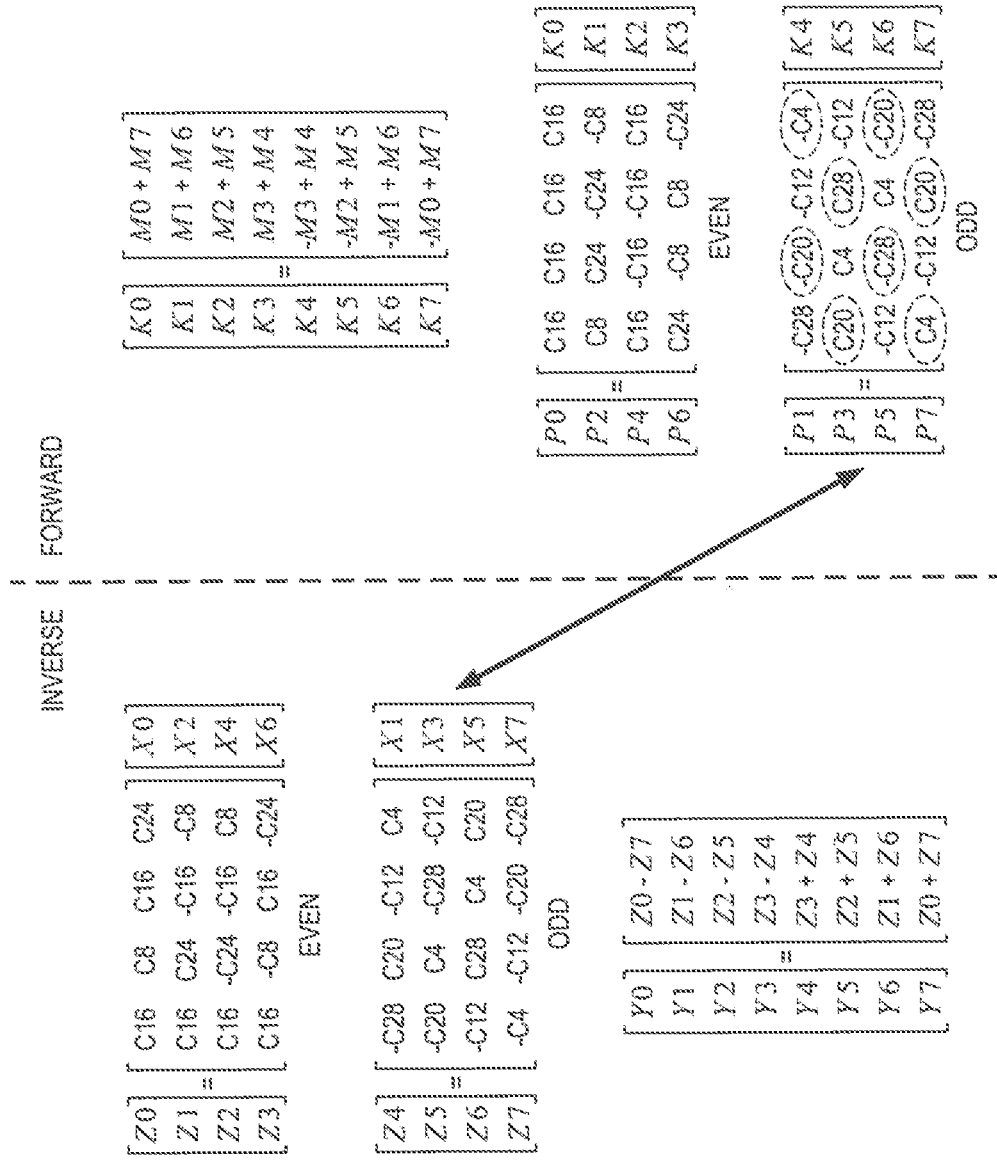 INVERSE
Z0 = C16 C8 C16 C24 X0
Z1 C16 C24 -C16 -C8 X2
Z2 C16 -C24 -C16 C8 X4
Z3 C16 -C8 C16 -C24 X6
EVEN
Z4 = -C28 C20 -C12 C4 X1
Z5 -C20 C4 -C28 -C12 X3
Z6 -C12 C28 C4 C20 X5
Z7 -C4 -C12 -C20 -C28 X7
ODD
Y0 = Z0 - Z7
Y1 Z1 - Z6
Y2 Z2 - Z5
Y3 Z3 - Z4
Y4 Z3 + Z4
Y5 Z2 + Z5
Y6 Z1 + Z6
Y7 Z0 + Z7
FORWARD
K0 = M0 + M7
K1 M1 + M6
K2 M2 + M5
K3 M3 + M4
K4 -M3 + M4
K5 -M2 + M5
K6 -M1 + M6
K7 -M0 + M7
P0 = C16 C16 C16 C16 K0
P2 C8 C24 -C24 -C8 K1
P4 C16 -C16 -C16 C16 K2
P6 C24 -C8 C8 -C24 K3
EVEN
P1 = -C28 -C20 -C12 -C4 K4
P3 C20 C4 C28 -C12 K5
P5 -C12 -C28 C4 -C20 K6
P7 C4 -C12 C20 -C28 K7
ODD